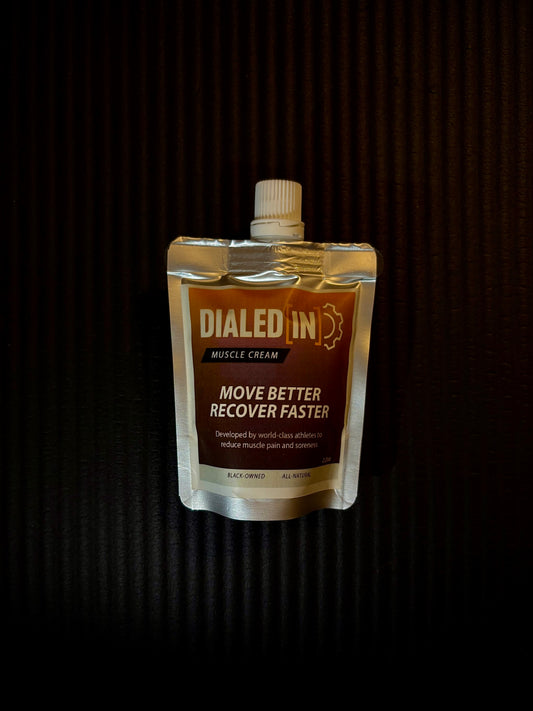 DIALED[IN]
MUSCLE CREAM
MOVE BETTER
RECOVER FASTER
Developed by world-class athletes to
reduce muscle pain and soreness
BLACK-OWNED ALL-NATURAL